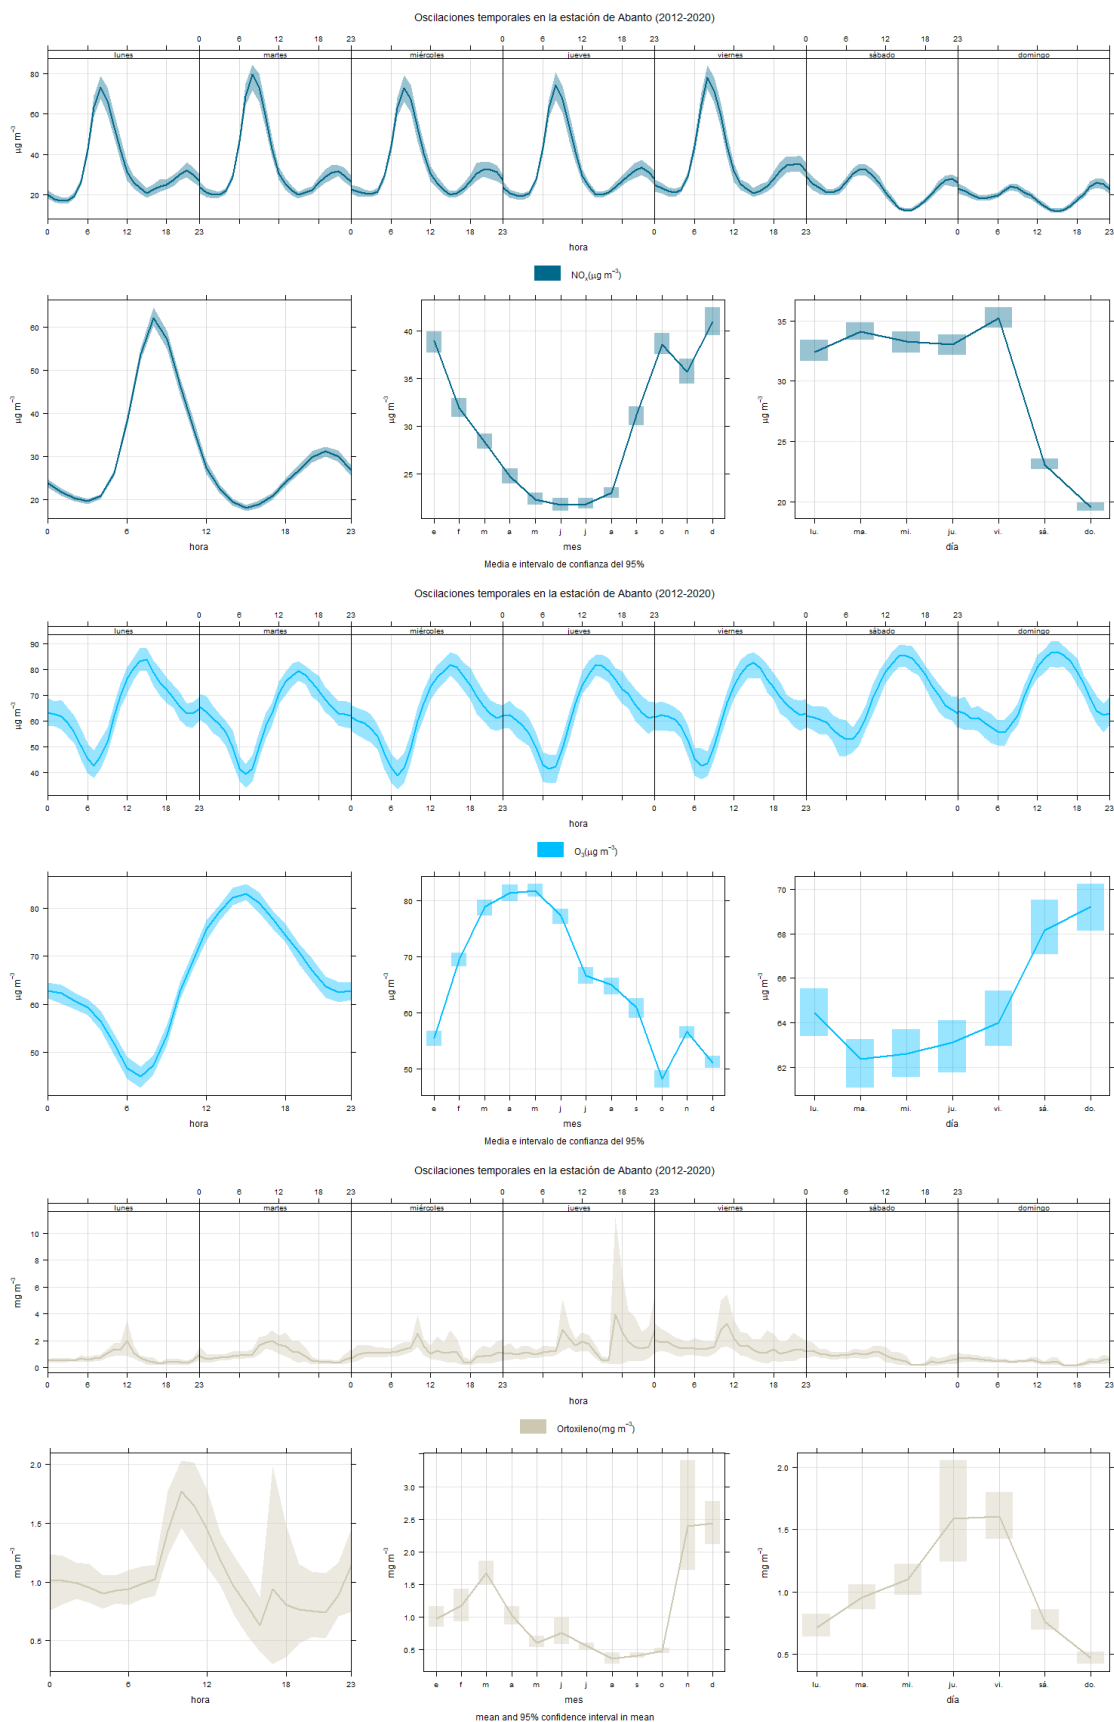 Oscilaciones temporales en la estación de Abanto (2012-2020)
0 6 12 18 23 0 6 12 18 23 0 6 12 18 23
lunes martes miércoles jueves viernes sábado domingo
80
60
40
20
µg m⁻³
0 6 12 18 23 0 6 12 18 23 0 6 12 18 23 0 6 12 18 23
hora
NOₓ(µg m⁻³)
60
50
40
30
20
µg m⁻³
0 6 12 18 23
hora
40
35
30
25
µg m⁻³
e f m a m j j a s o n d
mes
35
30
25
20
µg m⁻³
lu. ma. mi. ju. vi. sá. do.
día
Media e intervalo de confianza del 95%
Oscilaciones temporales en la estación de Abanto (2012-2020)
0 6 12 18 23 0 6 12 18 23 0 6 12 18 23
lunes martes miércoles jueves viernes sábado domingo
90
80
70
60
50
40
µg m⁻³
0 6 12 18 23 0 6 12 18 23 0 6 12 18 23 0 6 12 18 23
hora
O₃(µg m⁻³)
80
70
60
50
µg m⁻³
0 6 12 18 23
hora
80
70
60
50
µg m⁻³
e f m a m j j a s o n d
mes
70
68
66
64
62
µg m⁻³
lu. ma. mi. ju. vi. sá. do.
día
Media e intervalo de confianza del 95%
Oscilaciones temporales en la estación de Abanto (2012-2020)
0 6 12 18 23 0 6 12 18 23 0 6 12 18 23
lunes martes miércoles jueves viernes sábado domingo
10
8
6
4
2
0
mg m⁻³
0 6 12 18 23 0 6 12 18 23 0 6 12 18 23 0 6 12 18 23
hora
Ortoxileno(mg m⁻³)
2.0
1.5
1.0
0.5
mg m⁻³
0 6 12 18 23
hora
3.0
2.5
2.0
1.5
1.0
0.5
mg m⁻³
e f m a m j j a s o n d
mes
2.0
1.5
1.0
0.5
mg m⁻³
lu. ma. mi. ju. vi. sá. do.
día
mean and 95% confidence interval in mean